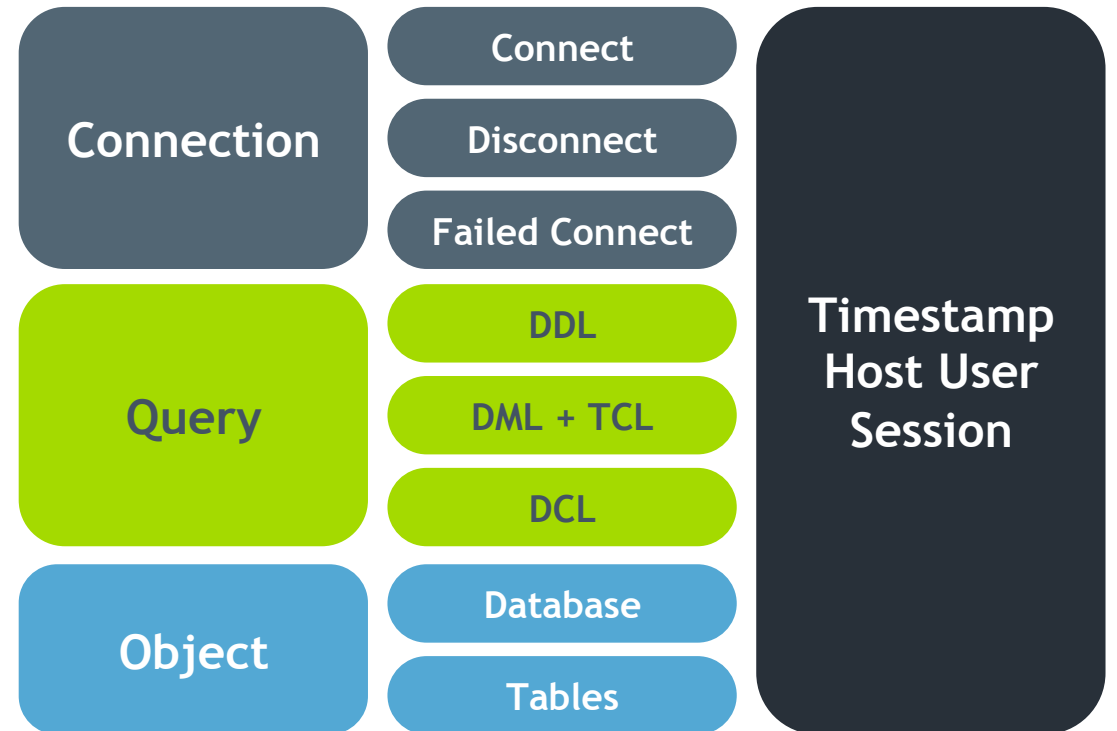 Connection
Connect
Disconnect
Failed Connect
Query
DDL
DML + TCL
DCL
Object
Database
Tables
Timestamp
Host User
Session